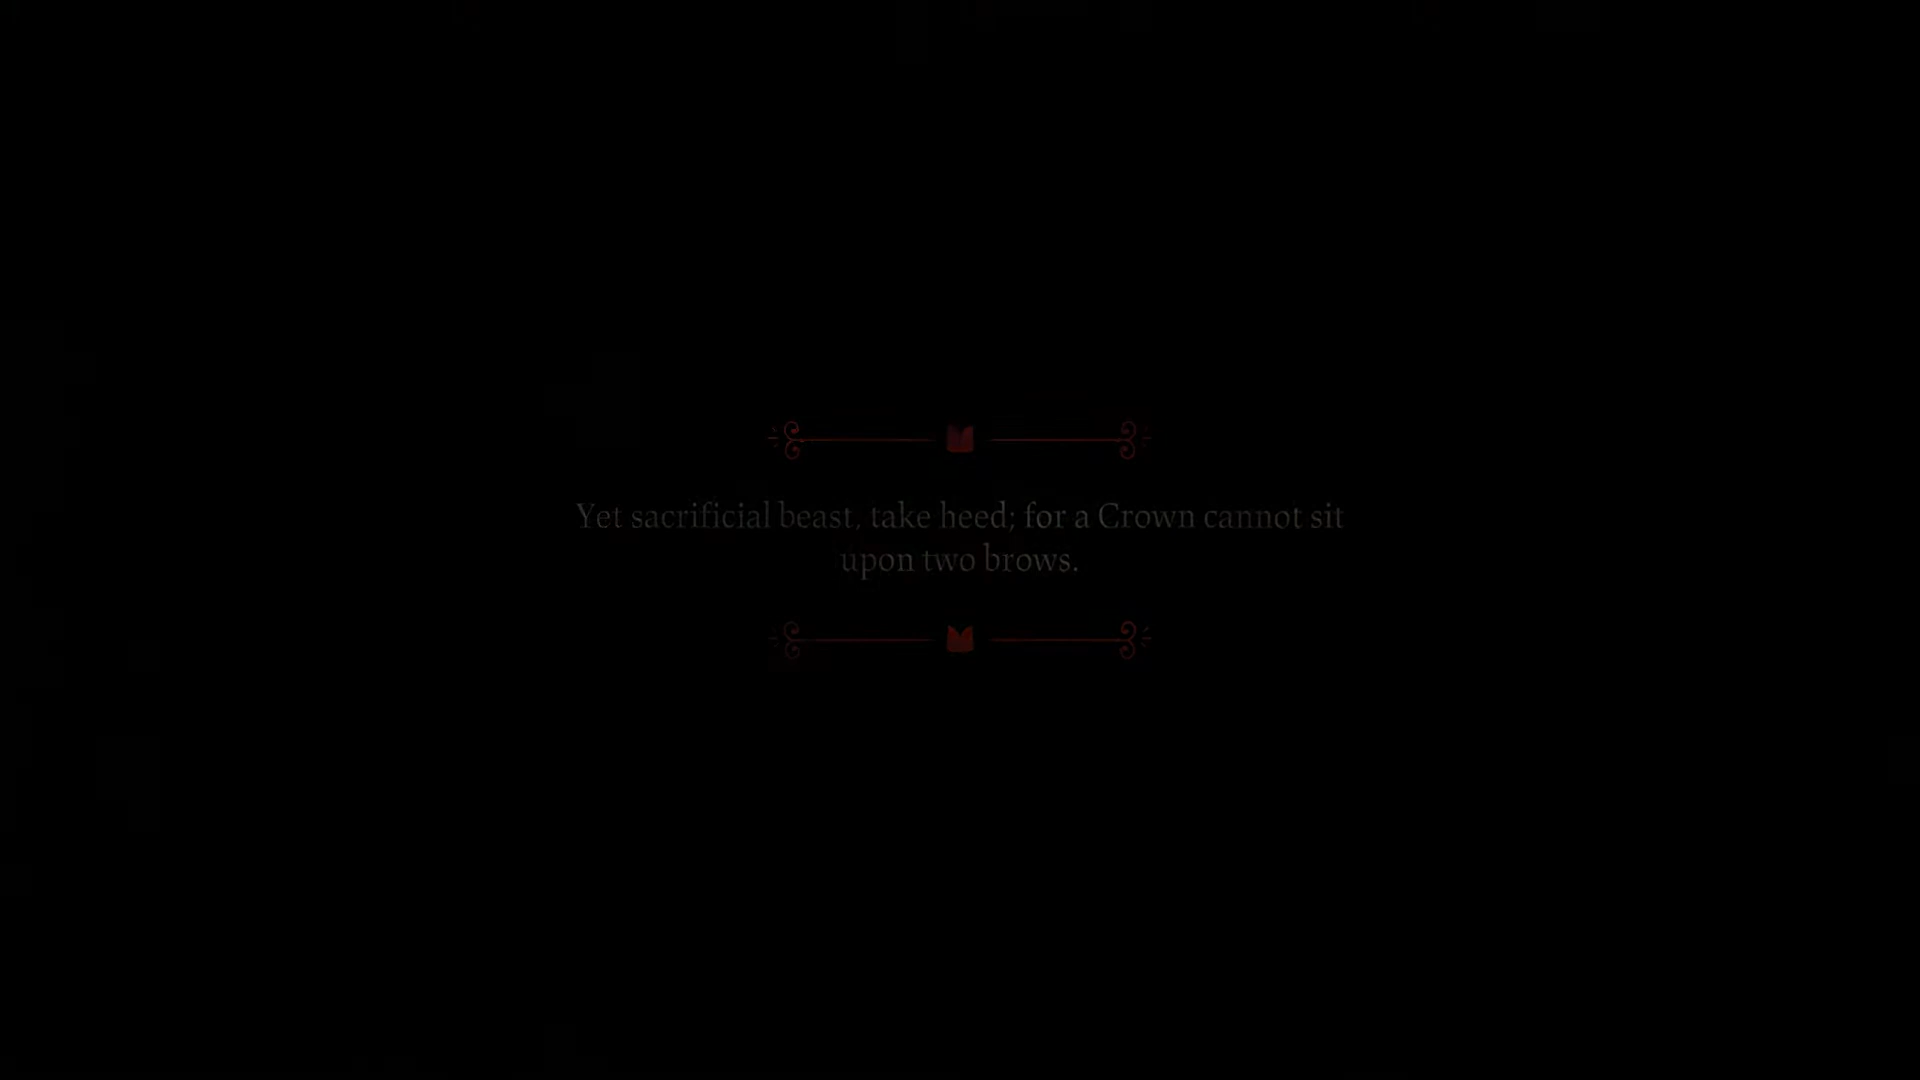 Yet sacrificial beast, take heed; for a Crown cannot sit
upon two brows.